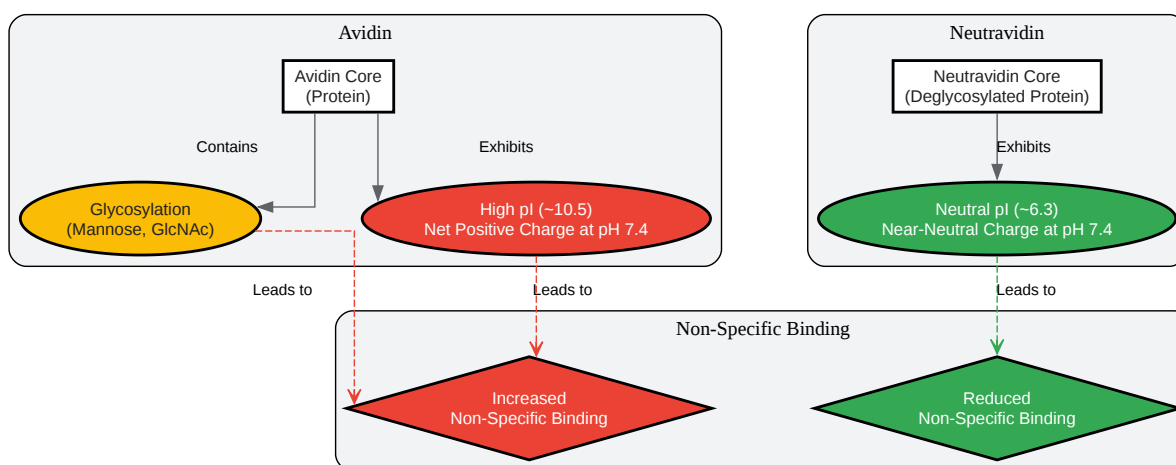 Avidin
Neutravidin
Avidin Core
(Protein)
Neutravidin Core
(Deglycosylated Protein)
Contains
Exhibits
Exhibits
Glycosylation
(Mannose, GlcNAc)
High pI (~10.5)
Net Positive Charge at pH 7.4
Neutral pI (~6.3)
Near-Neutral Charge at pH 7.4
Leads to
Leads to
Leads to
Non-Specific Binding
Increased
Non-Specific Binding
Reduced
Non-Specific Binding